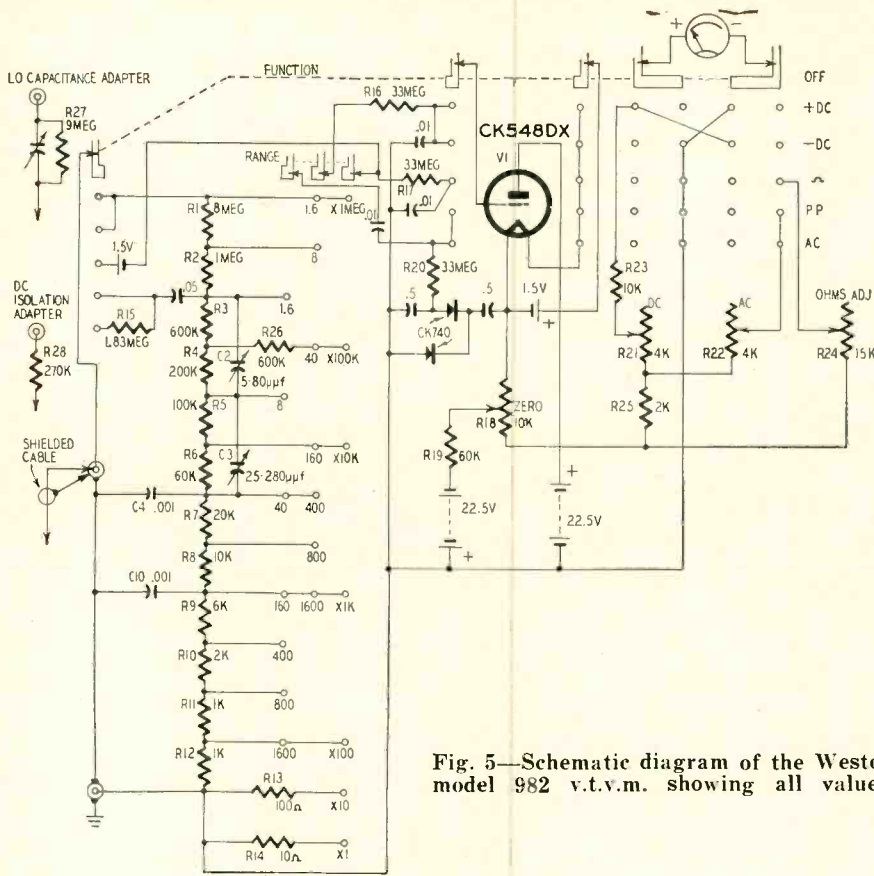 LO CAPACITANCE ADAPTER
R27
9MEG
FUNCTION
R16 33MEG
.01
CK548DX
V1
+
-
OFF
+DC
-DC
PP
AC
RANGE
33MEG
R17
.01
.01
R1 8 MEG
1.6 X1MEG
1.5V
R2 1MEG
8
DC
ISOLATION
ADAPTER
R28
270K
R15
1.83MEG
.05
R3
600K
1.6
R20 33MEG
.5
.5
1.5V
+
CK740
R23
10K
DC
R21 4K
AC
R22 4K
OHMS ADJ
R24 15K
R4
200K
R26
600K
40 X100K
C2
5-80µµf
R5
100K
8
R6
60K
160 X10K
C3
25-280µµf
ZERO
R18 10K
R19 60K
R25 2K
SHIELDED
CABLE
C4 .001
R7 20K
40 400
22.5V
+
+
22.5V
R8 10K
800
C10 .001
R9 6K
160 1600 X1K
R10 2K
400
R11 1K
800
R12 1K
1600 X100
R13
100Ω X10
R14 10Ω X1
Fig. 5—Schematic diagram of the Westo
model 982 v.t.v.m. showing all value